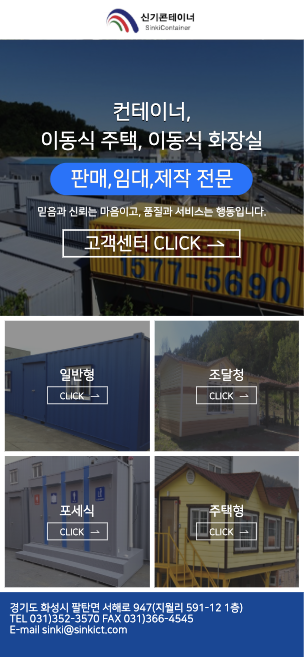 신기콘테이너
SinkiContainer
컨테이너,
이동식 주택, 이동식 화장실
판매,임대,제작 전문
믿음과 신뢰는 마음이고, 품질과 서비스는 행동입니다.
고객센터 CLICK
1577-5690
일반형
CLICK
조달청
CLICK
포세식
CLICK
주택형
CLICK
경기도 화성시 팔탄면 서해로 947(지월리 591-12 1층)
TEL 031)352-3570 FAX 031)366-4545
E-mail sinki@sinkict.com